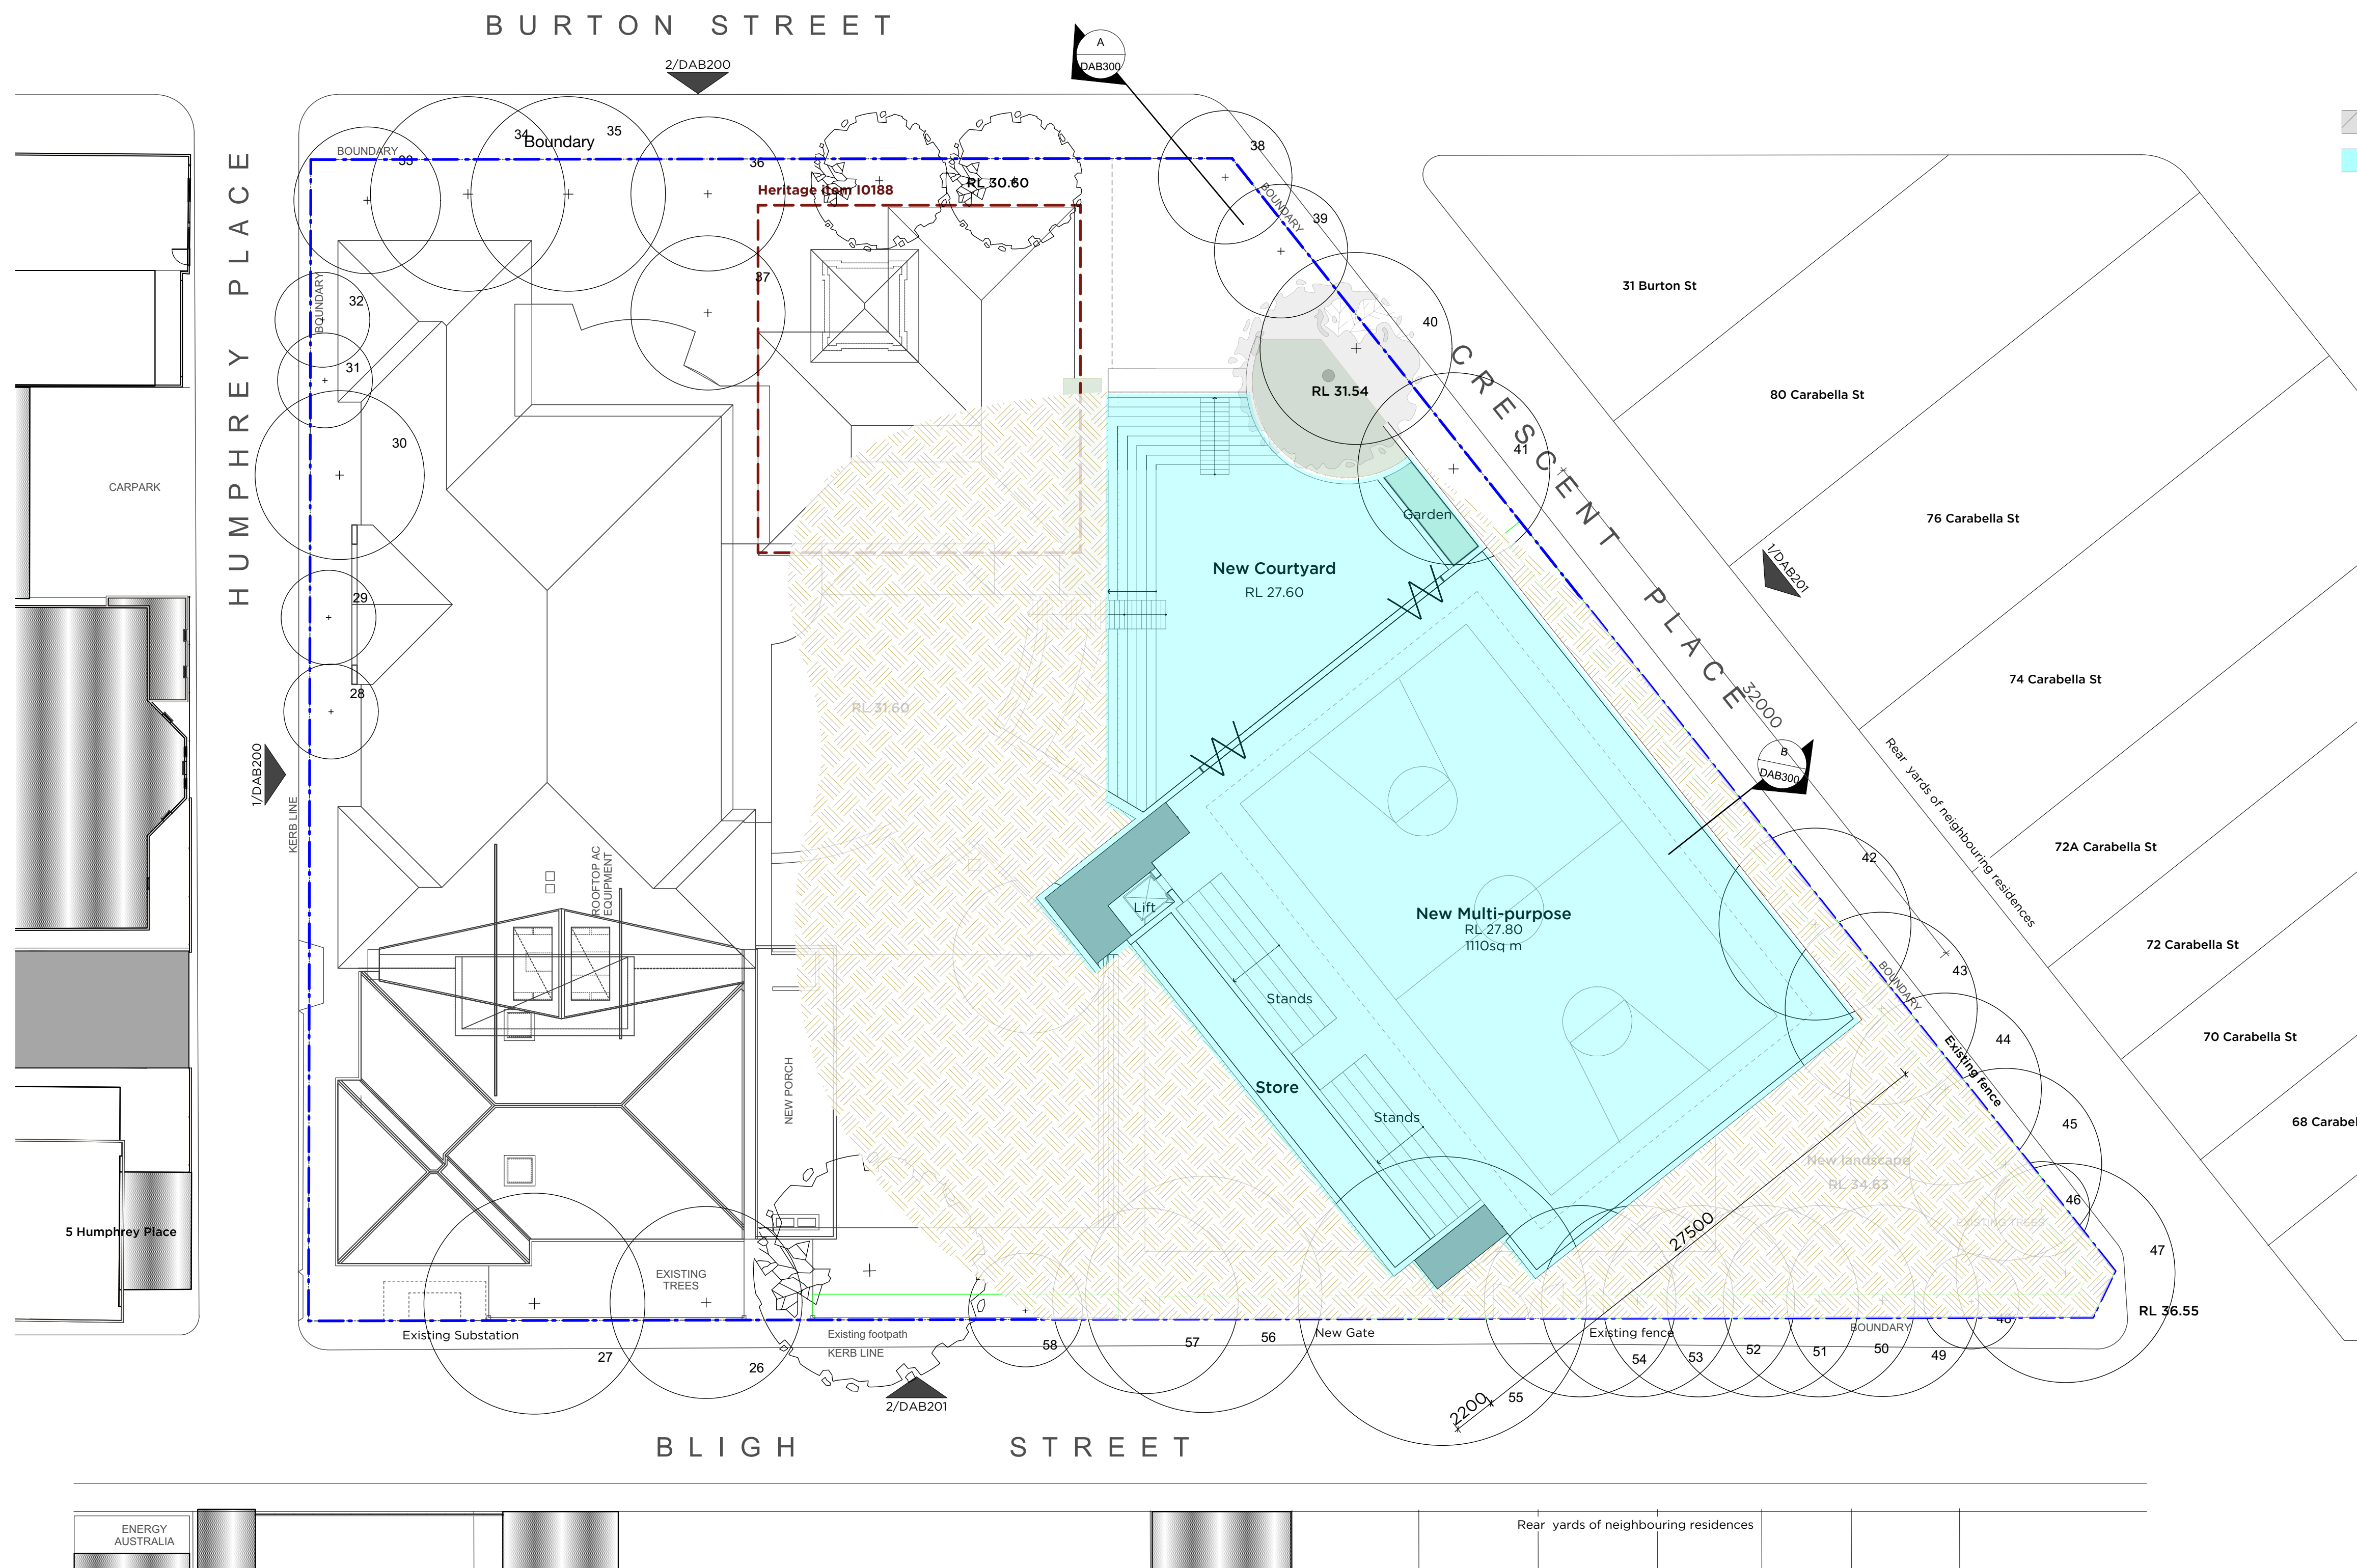 BURTON STREET
2/DAB200
A
DAB300
34
35
Boundary
BOUNDARY
33
36
38
Heritage item I0188
RL 30.60
BOUNDARY
39
HUMPHREY PLACE
37
BOUNDARY
32
31
30
40
RL 31.54
CRESCENT PLACE
41
31 Burton St
80 Carabella St
76 Carabella St
74 Carabella St
72A Carabella St
72 Carabella St
70 Carabella St
68 Carabel
CARPARK
Garden
New Courtyard
RL 27.60
1/DAB201
29
28
RL 31.60
32000
B
DAB300
Rear yards of neighbouring residences
1/DAB200
KERB LINE
ROOFTOP AC
EQUIPMENT
42
Lift
New Multi-purpose
RL 27.80
1110sq m
43
BOUNDARY
Stands
44
Existing fence
Store
NEW PORCH
Stands
45
New landscape
RL 34.63
46
EXISTING TREES
5 Humphrey Place
27500
47
EXISTING
TREES
RL 36.55
48
Existing Substation
Existing footpath
KERB LINE
58
57
56
New Gate
Existing fence
BOUNDARY
27
26
54
53
52
51
50
49
55
2200
2/DAB201
BLIGH STREET
ENERGY
AUSTRALIA
Rear yards of neighbouring residences